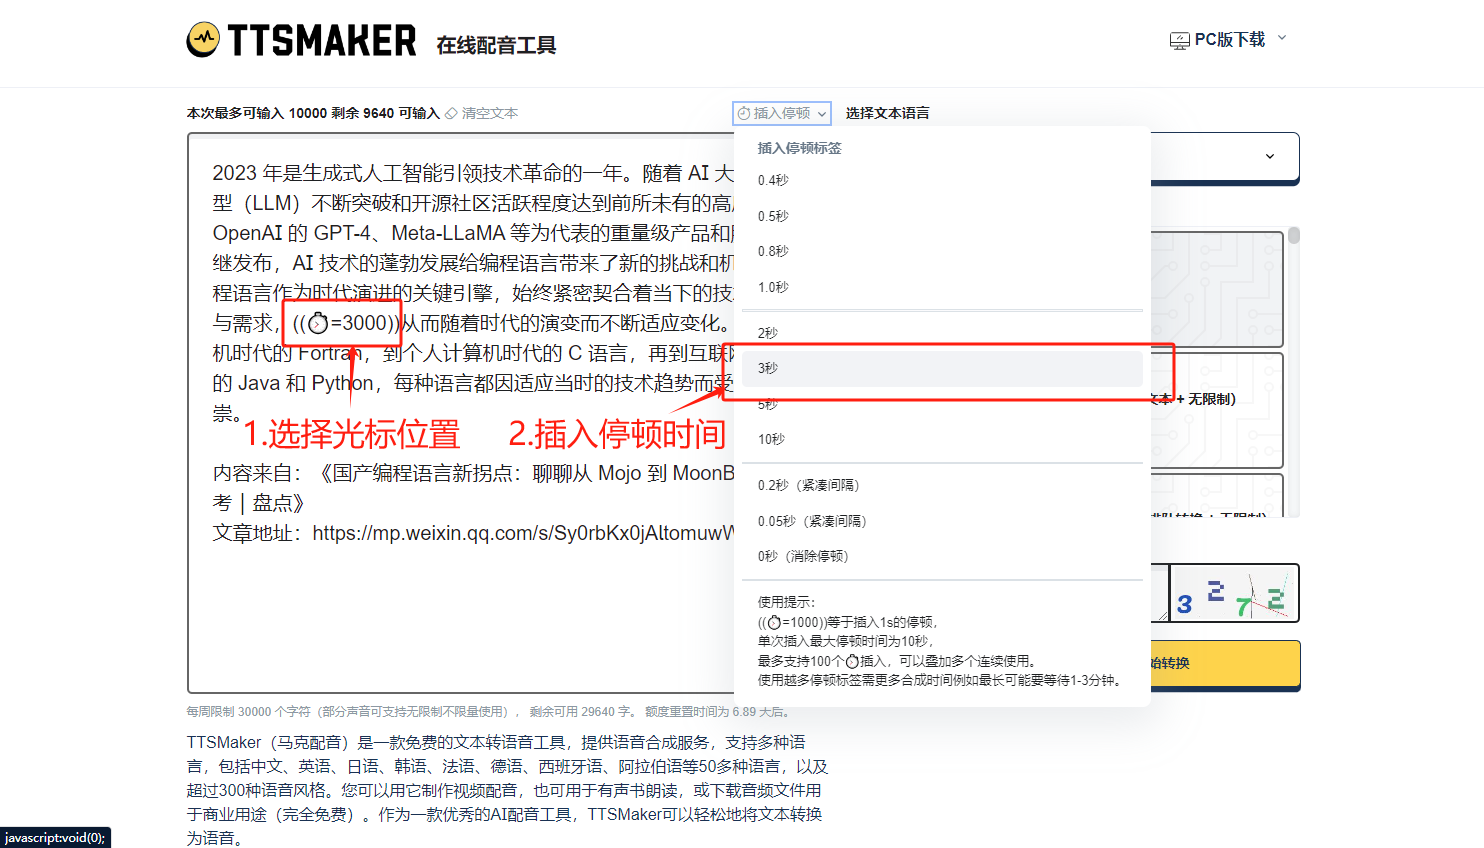 TTSMAKER 在线配音工具
PC版下载
本次最多可输入 10000 剩余 9640 可输入 清空文本
插入停顿
选择文本语言
2023 年是生成式人工智能引领技术革命的一年。随着 AI 大
型（LLM）不断突破和开源社区活跃程度达到前所未有的高
OpenAI 的 GPT-4、Meta-LLaMA 等为代表的重量级产品和
继发布，AI 技术的蓬勃发展给编程语言带来了新的挑战和机
程语言作为时代演进的关键引擎，始终紧密契合着当下的技
与需求，((⏱=3000))从而随着时代的演变而不断适应变化。
机时代的 Fortran，到个人计算机时代的 C 语言，再到互联
的 Java 和 Python，每种语言都因适应当时的技术趋势而受
崇。
1.选择光标位置
2.插入停顿时间
内容来自：《国产编程语言新拐点：聊聊从 Mojo 到 MoonB
考 | 盘点》
文章地址：https://mp.weixin.qq.com/s/Sy0rbKx0jAltomuwW
插入停顿标签
0.4秒
0.5秒
0.8秒
1.0秒
2秒
3秒
5秒
10秒
0.2秒（紧凑间隔）
0.05秒（紧凑间隔）
0秒（消除停顿）
使用提示：
((⏱=1000))等于插入1s的停顿，
单次插入最大停顿时间为10秒，
最多支持100个⏱插入，可以叠加多个连续使用。
使用越多停顿标签需更多合成时间例如最长可能要等待1-3分钟。
文本 + 无限制）
3 2 7 2
始转换
每周限制 30000 个字符（部分声音可支持无限制不限量使用）， 剩余可用 29640 字。 额度重置时间为 6.89 天后。
TTSMaker（马克配音）是一款免费的文本转语音工具，提供语音合成服务，支持多种语
言，包括中文、英语、日语、韩语、法语、德语、西班牙语、阿拉伯语等50多种语言，以及
超过300种语音风格。您可以用它制作视频配音，也可用于有声书朗读，或下载音频文件用
于商业用途（完全免费）。作为一款优秀的AI配音工具，TTSMaker可以轻松地将文本转换
为语音。
javascript:void(0);